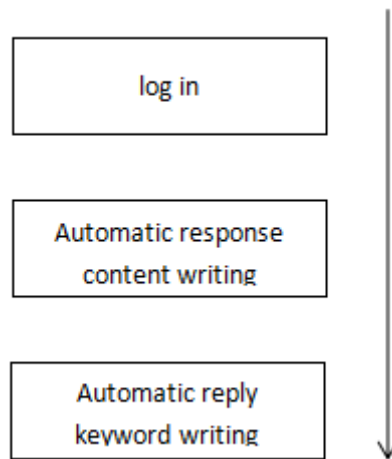 log in
Automatic response
content writing
Automatic reply
keyword writing